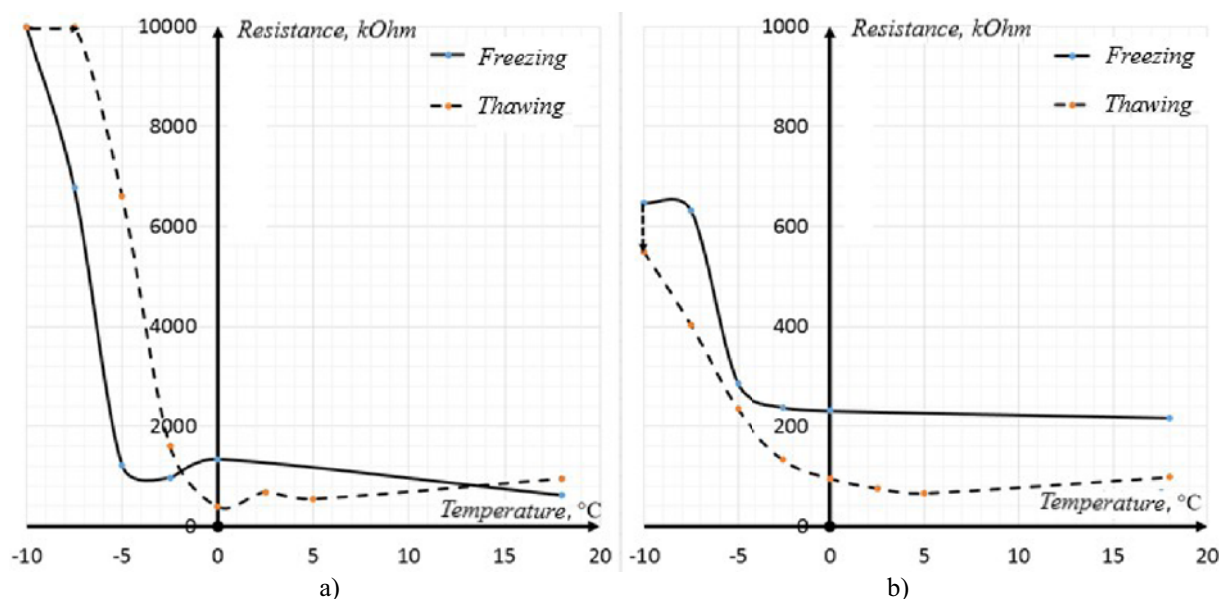 10000
Resistance, kOhm
Freezing
Thawing
8000
6000
4000
2000
0
Temperature, °C
-10 -5 0 5 10 15 20
a)
1000
Resistance, kOhm
Freezing
Thawing
800
600
400
200
0
Temperature, °C
-10 -5 0 5 10 15 20
b)